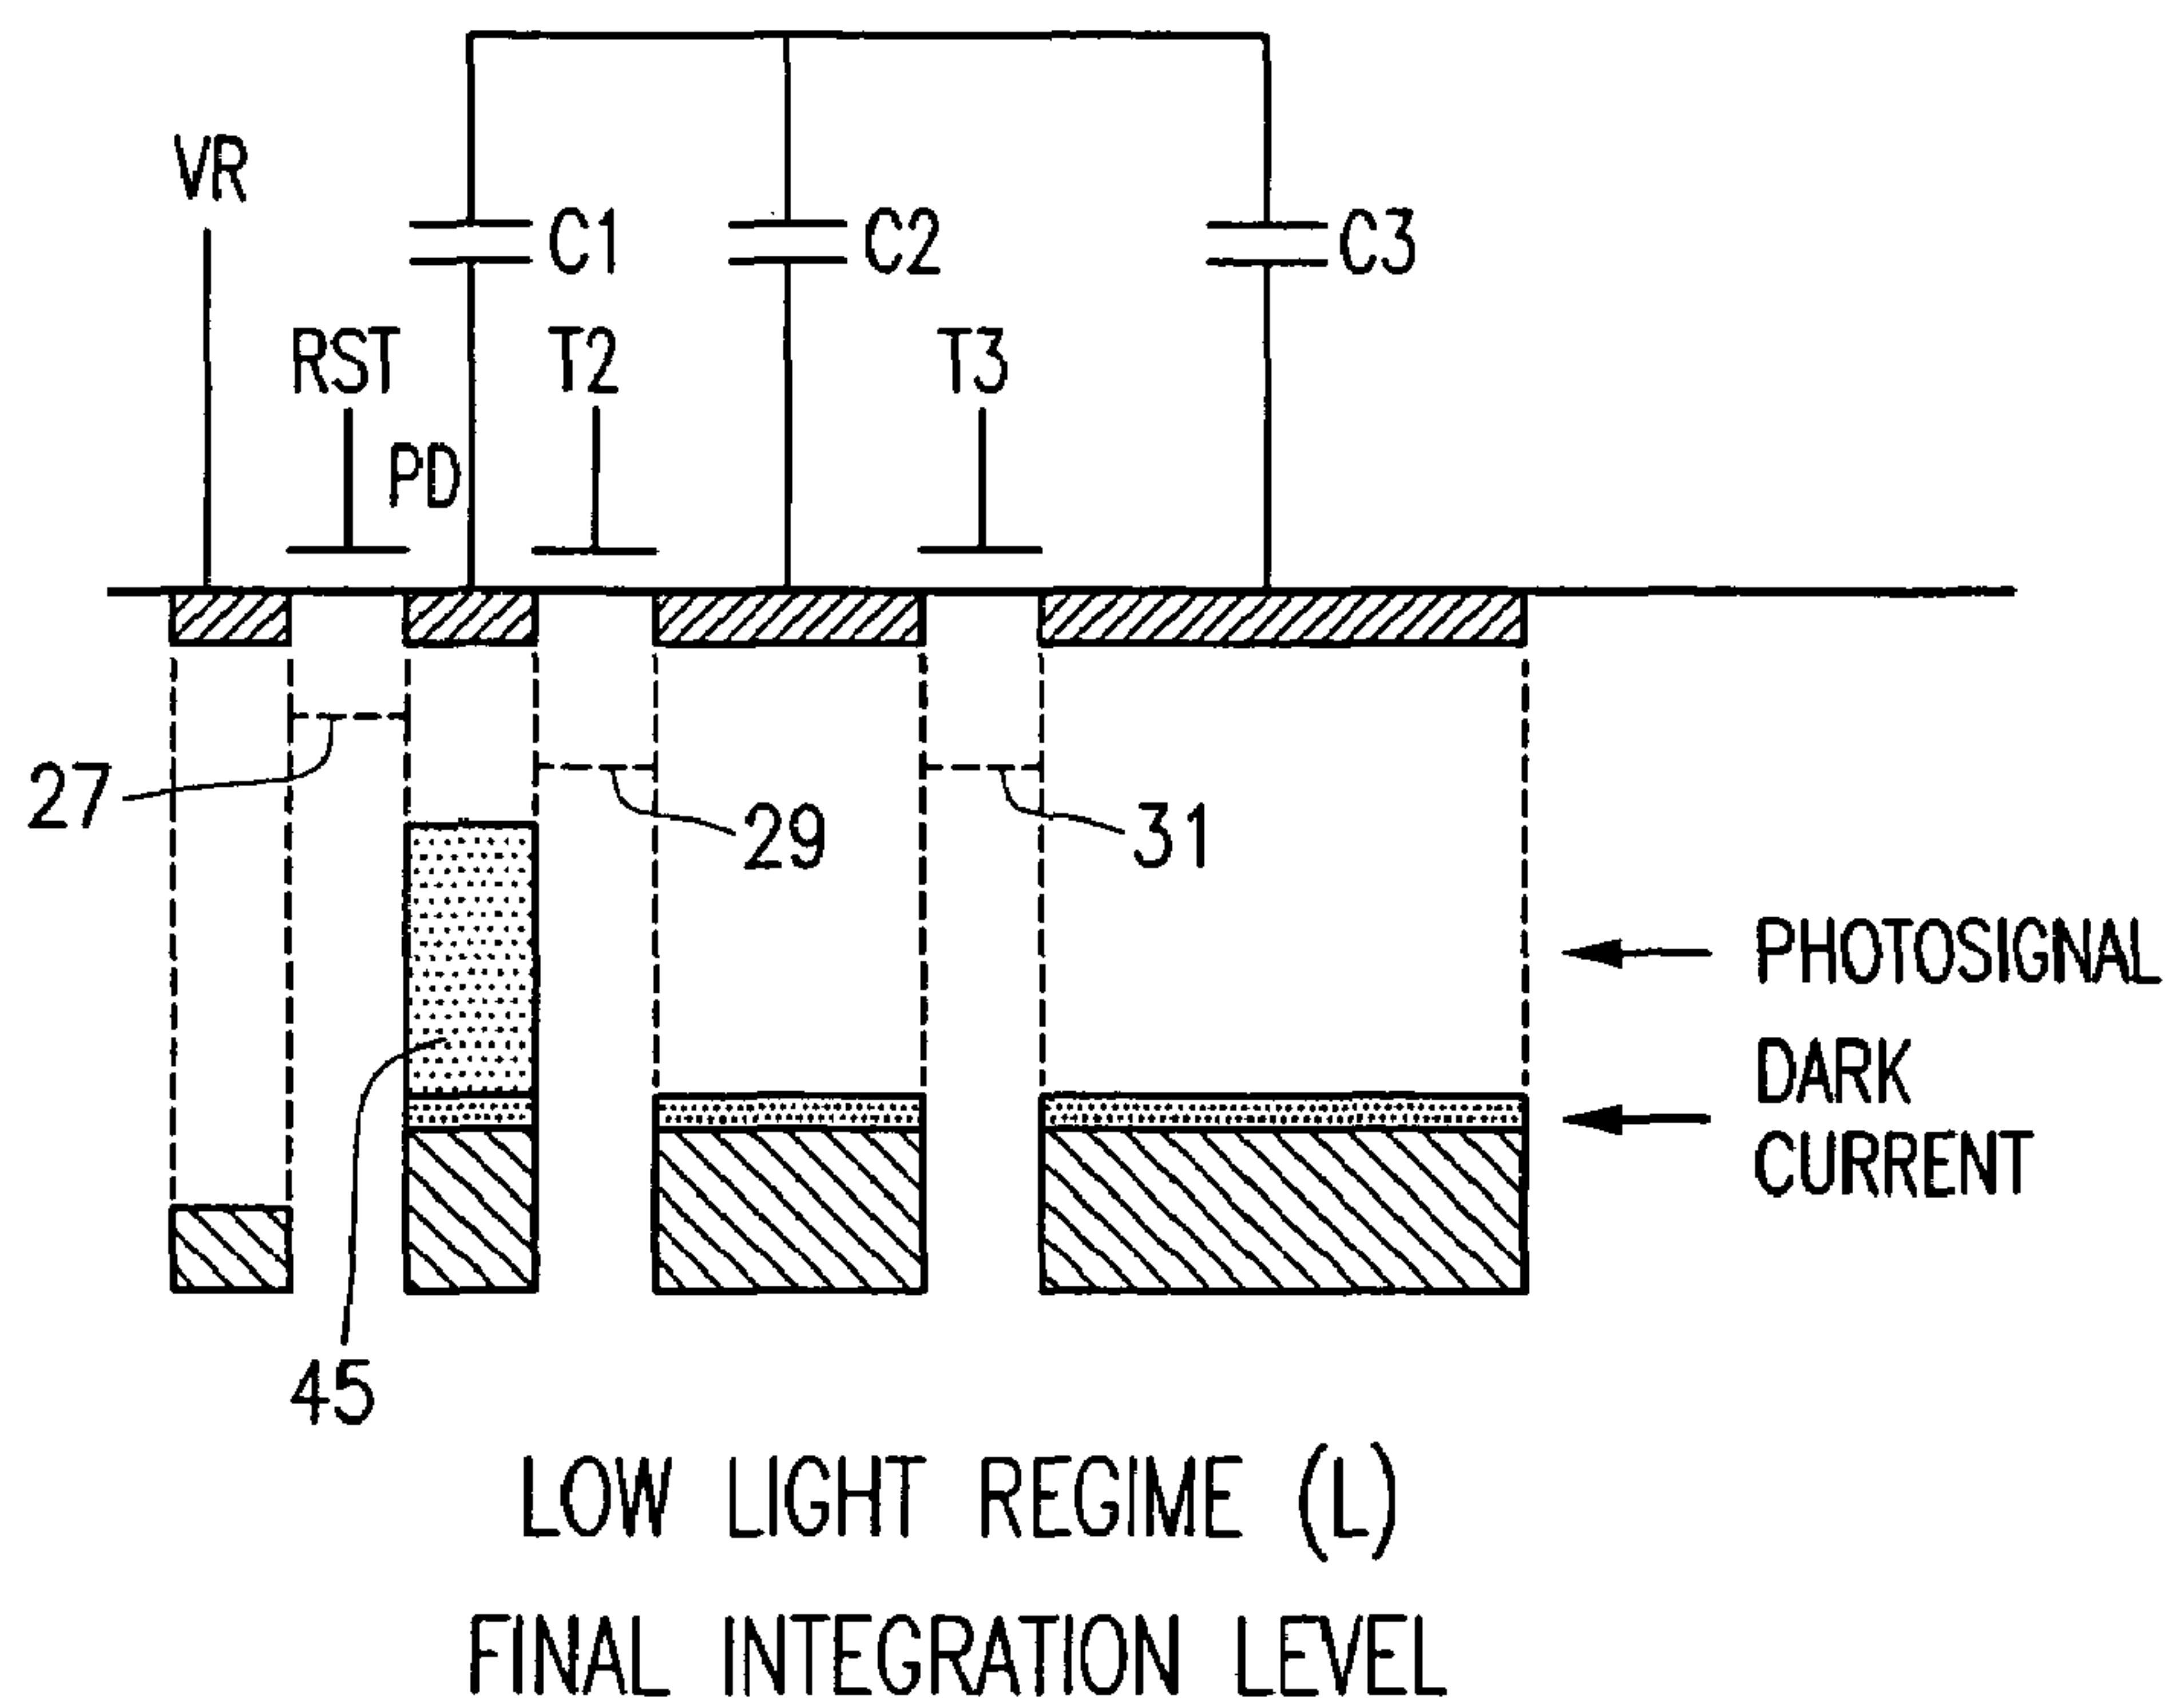 VR
C1
C2
C3
RST
T2
T3
PD
27
29
31
PHOTOSIGNAL
DARK
CURRENT
45
LOW LIGHT REGIME (L)
FINAL INTEGRATION LEVEL